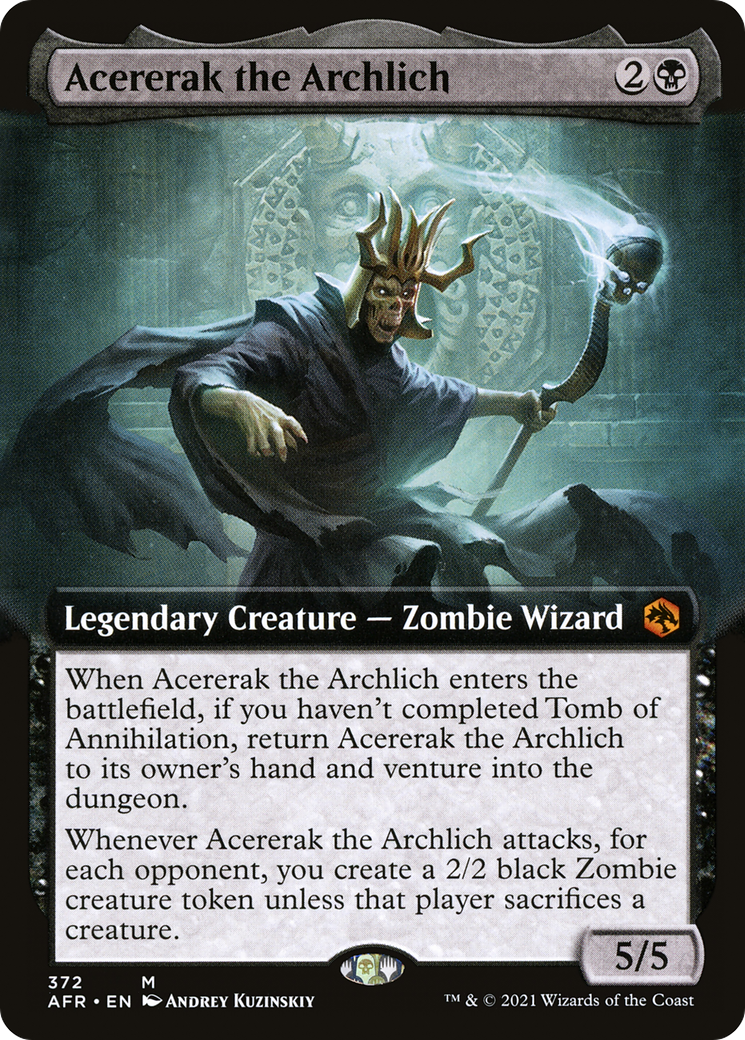 Acererak the Archlich 2
Legendary Creature — Zombie Wizard
When Acererak the Archlich enters the
battlefield, if you haven't completed Tomb of
Annihilation, return Acererak the Archlich
to its owner's hand and venture into the
dungeon.
Whenever Acererak the Archlich attacks, for
each opponent, you create a 2/2 black Zombie
creature token unless that player sacrifices a
creature.
5/5
372 M
AFR • EN Andrey Kuzinskiy ™ & © 2021 Wizards of the Coast